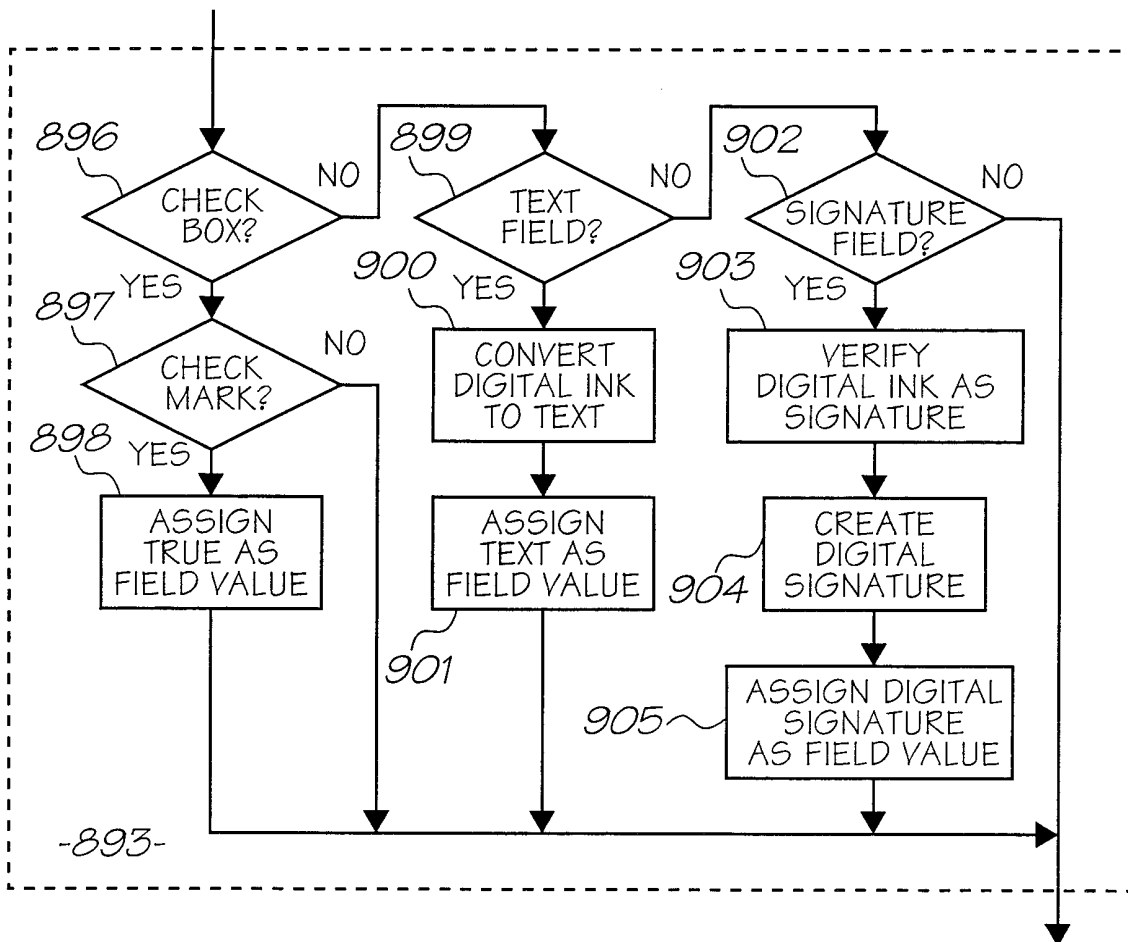 896
CHECK
BOX?
NO
YES
899
TEXT
FIELD?
NO
YES
902
SIGNATURE
FIELD?
NO
YES
897
CHECK
MARK?
NO
YES
900
CONVERT
DIGITAL INK
TO TEXT
903
VERIFY
DIGITAL INK AS
SIGNATURE
898
ASSIGN
TRUE AS
FIELD VALUE
ASSIGN
TEXT AS
FIELD VALUE
901
CREATE
DIGITAL
SIGNATURE
904
905
ASSIGN DIGITAL
SIGNATURE
AS FIELD VALUE
-893-